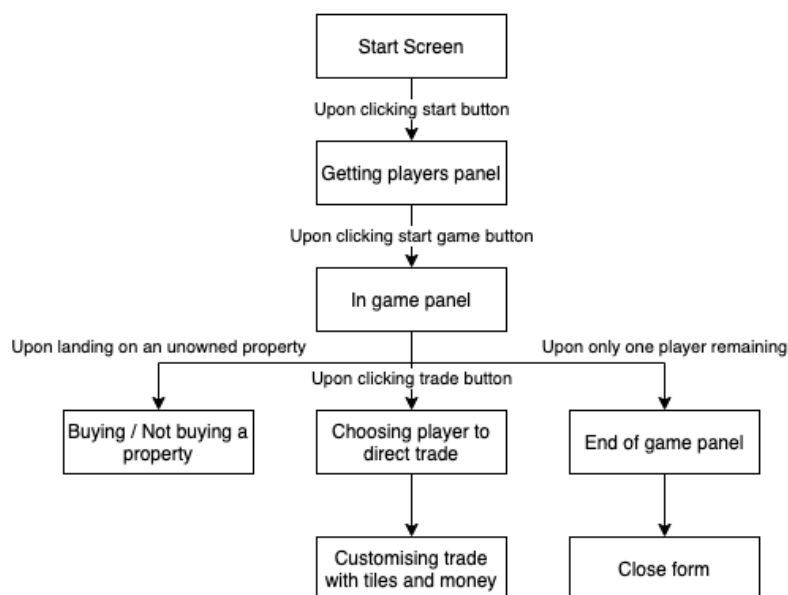 Start Screen
Upon clicking start button
Getting players panel
Upon clicking start game button
In game panel
Upon landing on an unowned property
Upon only one player remaining
Upon clicking trade button
Buying / Not buying a
property
Choosing player to
direct trade
End of game panel
Customising trade
with tiles and money
Close form